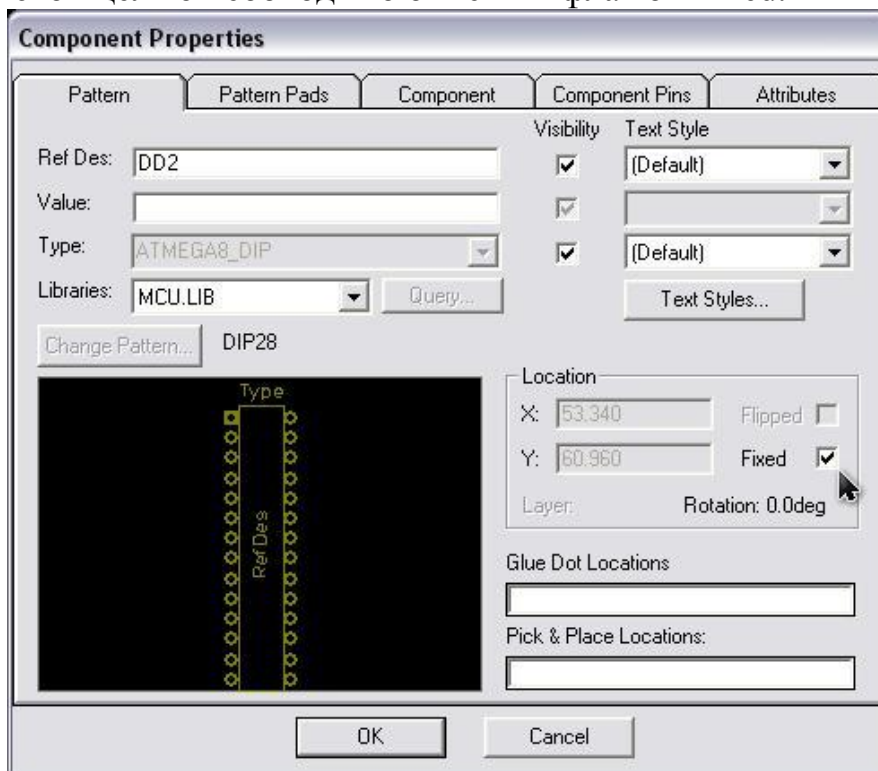 Component Properties
Pattern
Pattern Pads
Component
Component Pins
Attributes
Visibility
Text Style
Ref Des:
DD2
(Default)
Value:
Type:
ATMEGA8_DIP
(Default)
Libraries:
MCU.LIB
Query...
Text Styles...
Change Pattern...
DIP28
Type
Ref Des
Location
X:
53.340
Flipped
Y:
60.960
Fixed
Layer:
Rotation: 0.0deg
Glue Dot Locations
Pick & Place Locations:
OK
Cancel